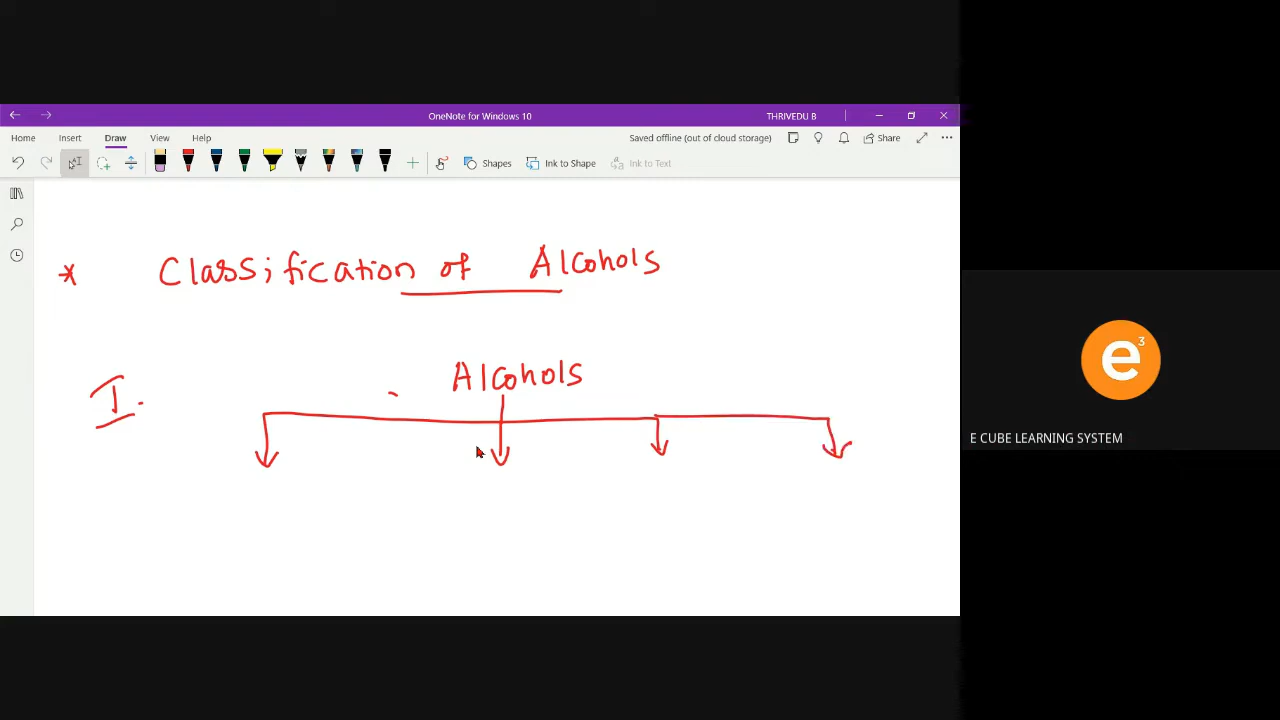 OneNote for Windows 10
THRIVEDU B
Home Insert Draw View Help
Saved offline (out of cloud storage)
Share
Shapes
Ink to Shape
Ink to Text
* Classification of Alcohols
I.
Alcohols
e3
E CUBE LEARNING SYSTEM